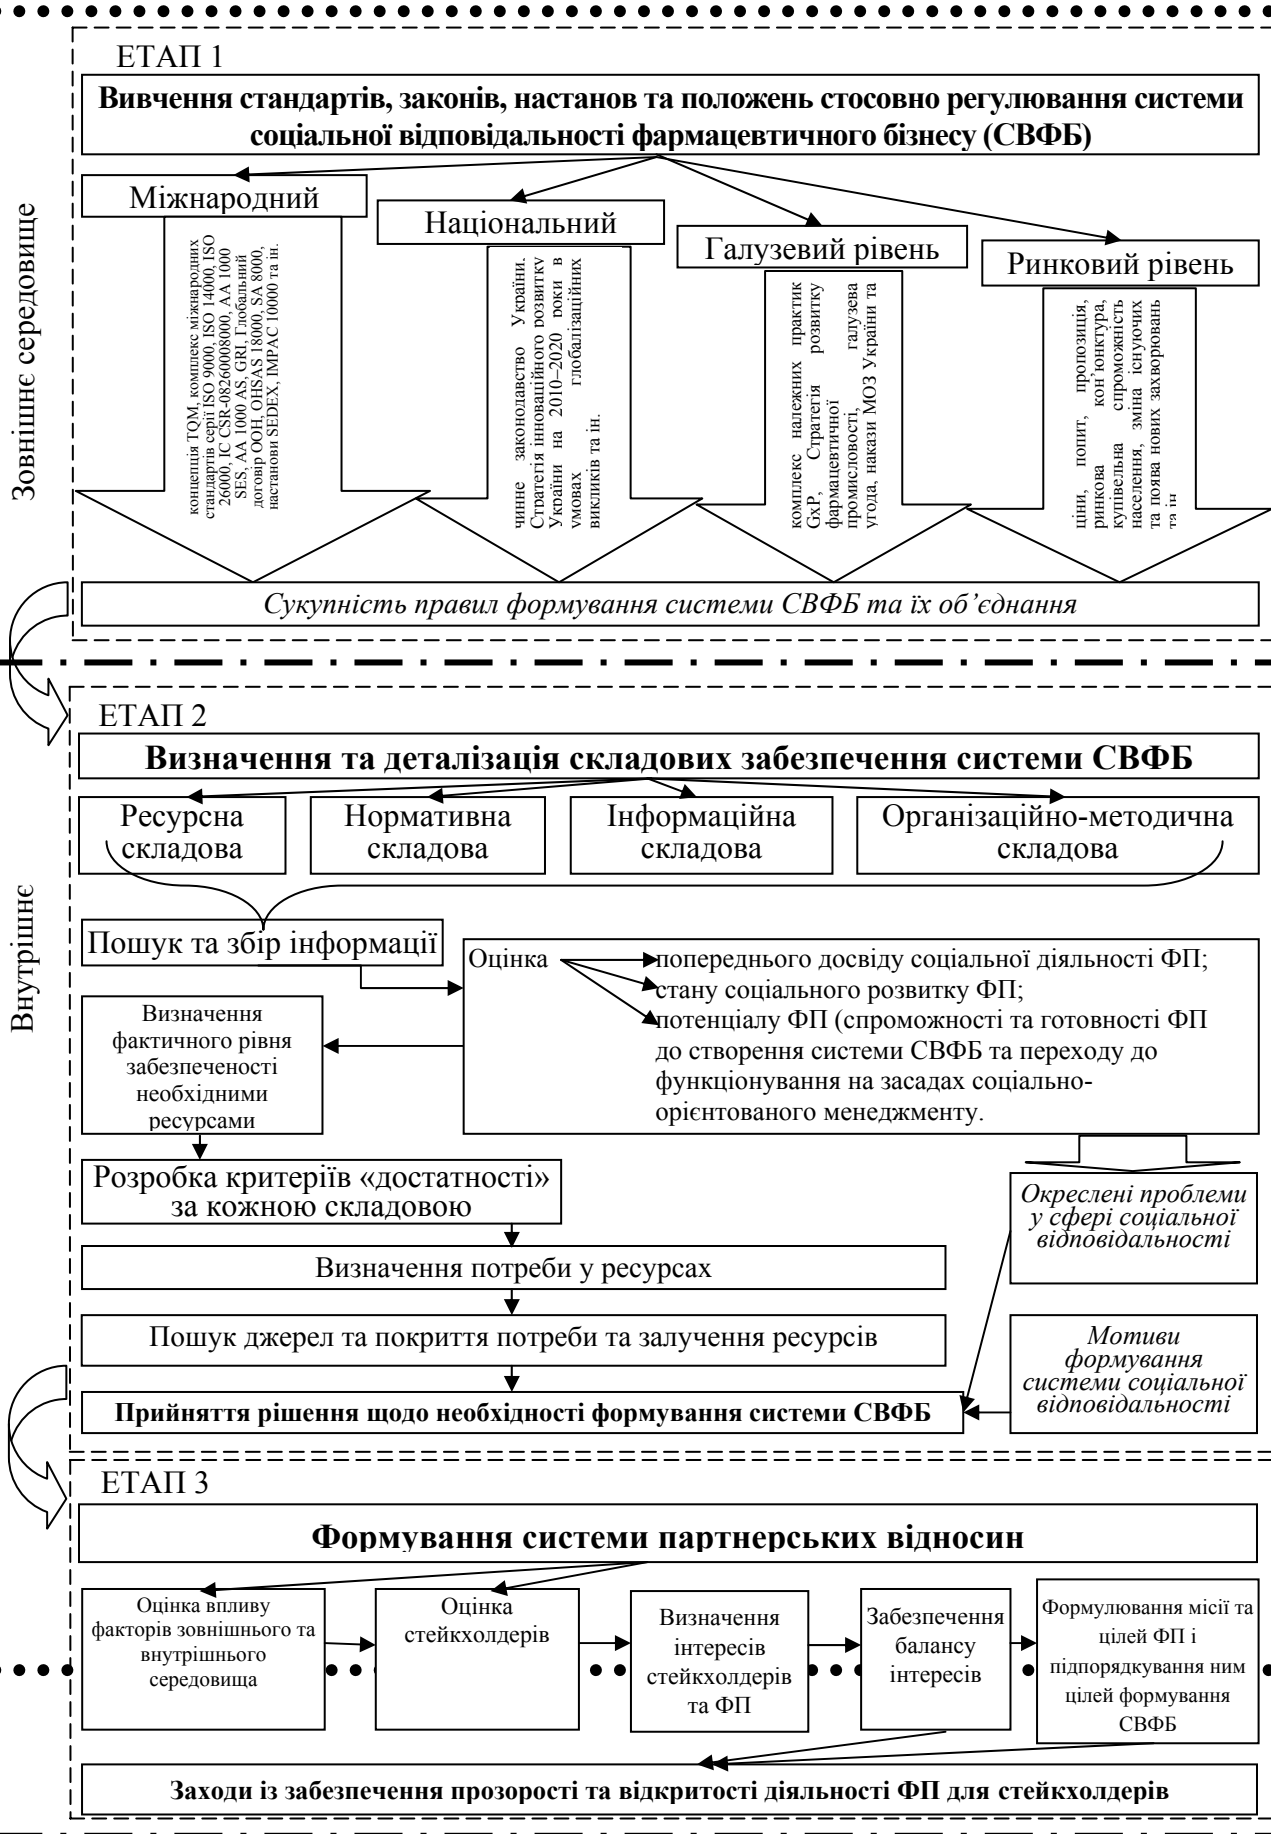 ЕТАП 1
Вивчення стандартів, законів, настанов та положень стосовно регулювання системи
соціальної відповідальності фармацевтичного бізнесу (СВФБ)
Зовнішнє середовище
Міжнародний
Національний
Галузевий рівень
Ринковий рівень
концепція TQM, комплекс міжнародних
стандартів серії ISO 9000, ISO 14000, ISO
26000, IC CSR-08260008000, AA 1000
SES, AA 1000 AS, GRI, Глобальний
договір ООН, OHSAS 18000, SA 8000,
настанови SEDEX, IMPAC 10000 та ін.
чинне законодавство України.
Стратегія інноваційного розвитку
України на 2010–2020 роки в
умовах глобалізаційних
викликів та ін.
комплекс належних практик
GxP, Стратегія розвитку
фармацевтичної
промисловості, галузева
угода, накази МОЗ України та
ціни, попит, пропозиція,
ринкова кон’юнктура,
купівельна спроможність
населення, зміна існуючих
та поява нових захворювань
та ін
Сукупність правил формування системи СВФБ та їх об’єднання
ЕТАП 2
Визначення та деталізація складових забезпечення системи СВФБ
Внутрішнє
Ресурсна
складова
Нормативна
складова
Інформаційна
складова
Організаційно-методична
складова
Пошук та збір інформації
Оцінка
попереднього досвіду соціальної діяльності ФП;
стану соціального розвитку ФП;
потенціалу ФП (спроможності та готовності ФП
до створення системи СВФБ та переходу до
функціонування на засадах соціально-
орієнтованого менеджменту.
Визначення
фактичного рівня
забезпеченості
необхідними
ресурсами
Розробка критеріїв «достатності»
за кожною складовою
Окреслені проблеми
у сфері соціальної
відповідальності
Визначення потреби у ресурсах
Пошук джерел та покриття потреби та залучення ресурсів
Мотиви
формування
системи соціальної
відповідальності
Прийняття рішення щодо необхідності формування системи СВФБ
ЕТАП 3
Формування системи партнерських відносин
Оцінка впливу
факторів зовнішнього та
внутрішнього
середовища
Оцінка
стейкхолдерів
Визначення
інтересів
стейкхолдерів
та ФП
Забезпечення
балансу
інтересів
Формулювання місії та
цілей ФП і
підпорядкування ним
цілей формування
СВФБ
Заходи із забезпечення прозорості та відкритості діяльності ФП для стейкхолдерів